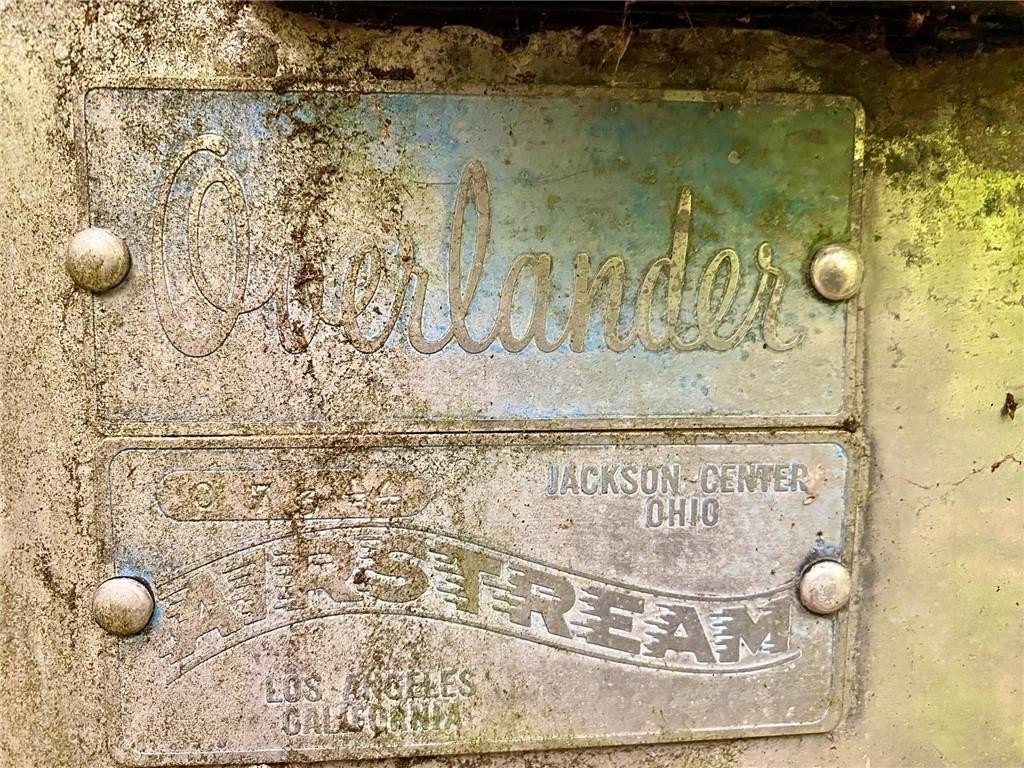 Overlander
JACKSON CENTER
OHIO
AIRSTREAM
LOS ANGELES
CALIFORNIA